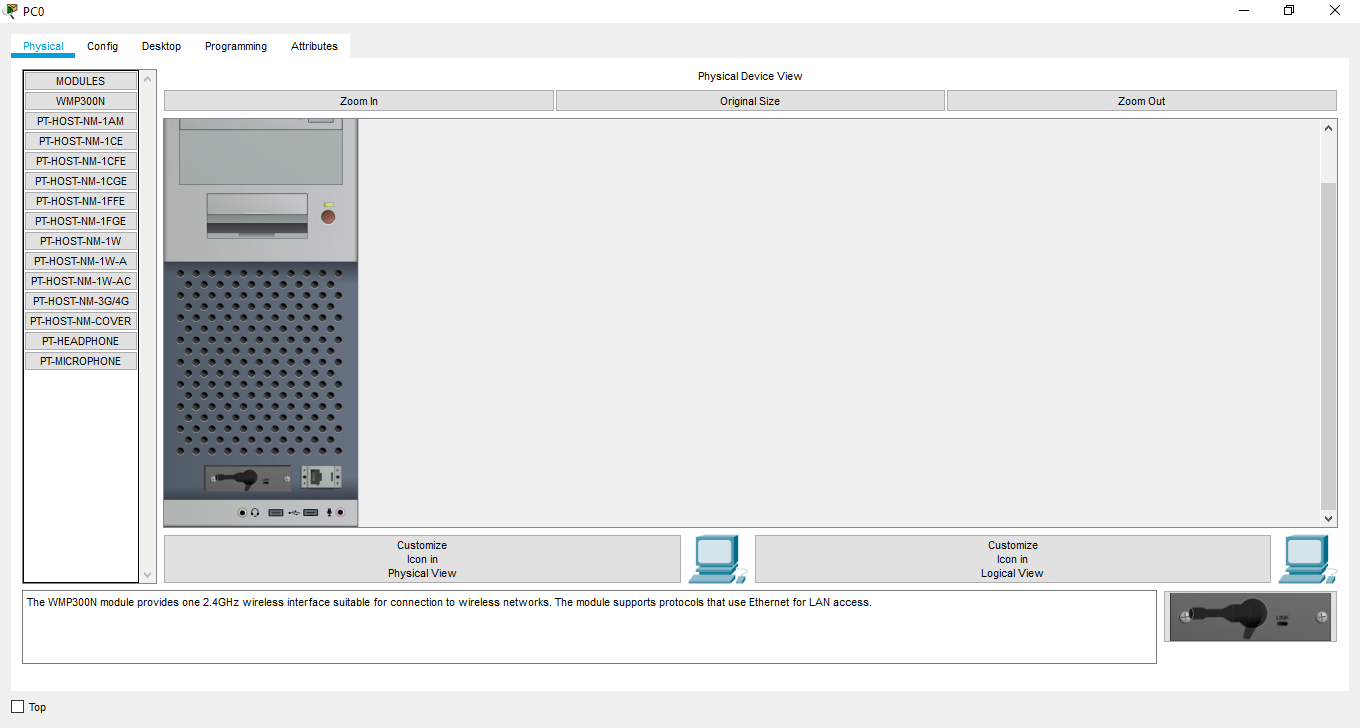 PC0
Physical
Config
Desktop
Programming
Attributes
MODULES
WMP300N
PT-HOST-NM-1AM
PT-HOST-NM-1CE
PT-HOST-NM-1CFE
PT-HOST-NM-1CGE
PT-HOST-NM-1FFE
PT-HOST-NM-1FGE
PT-HOST-NM-1W
PT-HOST-NM-1W-A
PT-HOST-NM-1W-AC
PT-HOST-NM-3G/4G
PT-HOST-NM-COVER
PT-HEADPHONE
PT-MICROPHONE
Physical Device View
Zoom In
Original Size
Zoom Out
Customize
Icon in
Physical View
Customize
Icon in
Logical View
The WMP300N module provides one 2.4GHz wireless interface suitable for connection to wireless networks. The module supports protocols that use Ethernet for LAN access.
LINK
Top